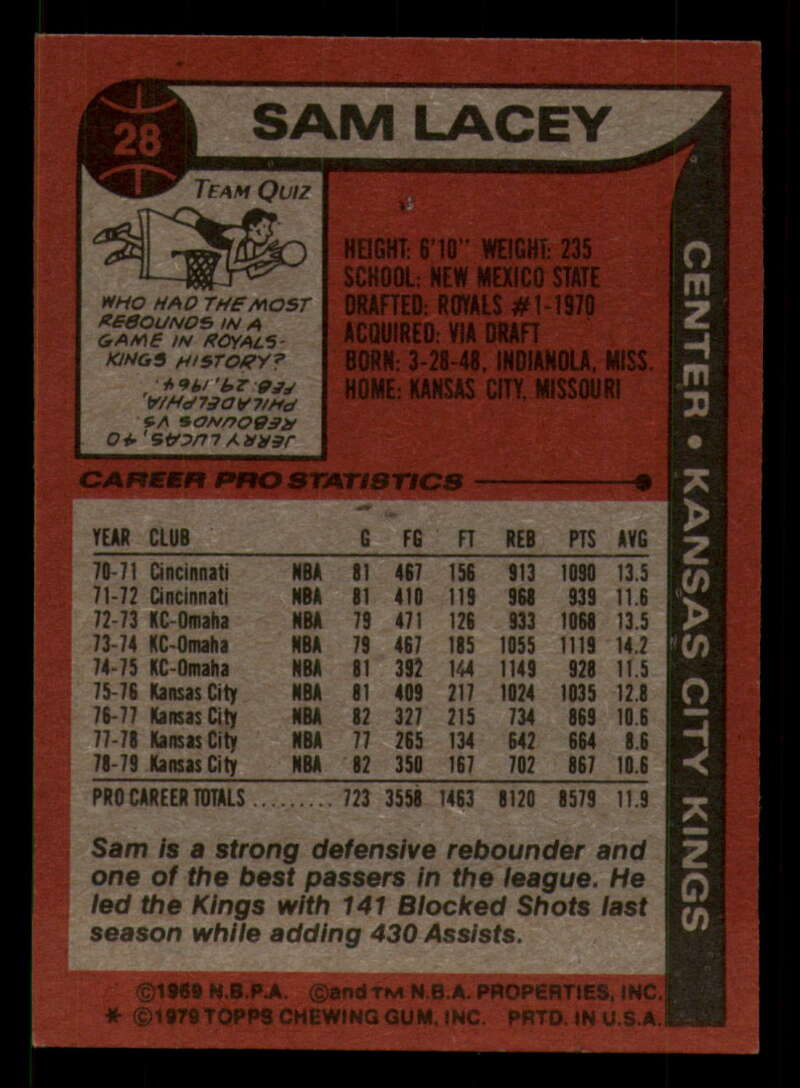 28
SAM LACEY
TEAM QUIZ
WHO HAD THE MOST
REBOUNDS IN A
GAME IN ROYALS-
KINGS HISTORY?
JERRY LUCAS, 40
REBOUNDS VS.
PHILADELPHIA,
FEB. 29, 1964.
HEIGHT: 6'10" WEIGHT: 235
SCHOOL: NEW MEXICO STATE
DRAFTED: ROYALS #1-1970
ACQUIRED: VIA DRAFT
BORN: 3-28-48, INDIANOLA, MISS.
HOME: KANSAS CITY, MISSOURI
CENTER • KANSAS CITY KINGS
CAREER PRO STATISTICS
YEAR CLUB G FG FT REB PTS AVG
70-71 Cincinnati NBA 81 467 156 913 1090 13.5
71-72 Cincinnati NBA 81 410 119 968 939 11.6
72-73 KC-Omaha NBA 79 471 126 933 1068 13.5
73-74 KC-Omaha NBA 79 467 185 1055 1119 14.2
74-75 KC-Omaha NBA 81 392 144 1149 928 11.5
75-76 Kansas City NBA 81 409 217 1024 1035 12.8
76-77 Kansas City NBA 82 327 215 734 869 10.6
77-78 Kansas City NBA 77 265 134 642 664 8.6
78-79 Kansas City NBA 82 350 167 702 867 10.6
PRO CAREER TOTALS ......... 723 3558 1463 8120 8579 11.9
Sam is a strong defensive rebounder and
one of the best passers in the league. He
led the Kings with 141 Blocked Shots last
season while adding 430 Assists.
©1969 N.B.P.A. ©and TM N.B.A. PROPERTIES, INC.
* ©1979 TOPPS CHEWING GUM, INC. PRTD. IN U.S.A.